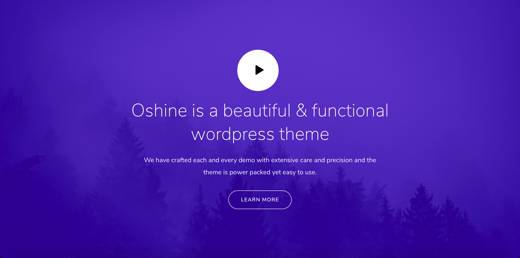 Oshine is a beautiful & functional
wordpress theme
We have crafted each and every demo with extensive care and precision and the
theme is power packed yet easy to use.
LEARN MORE